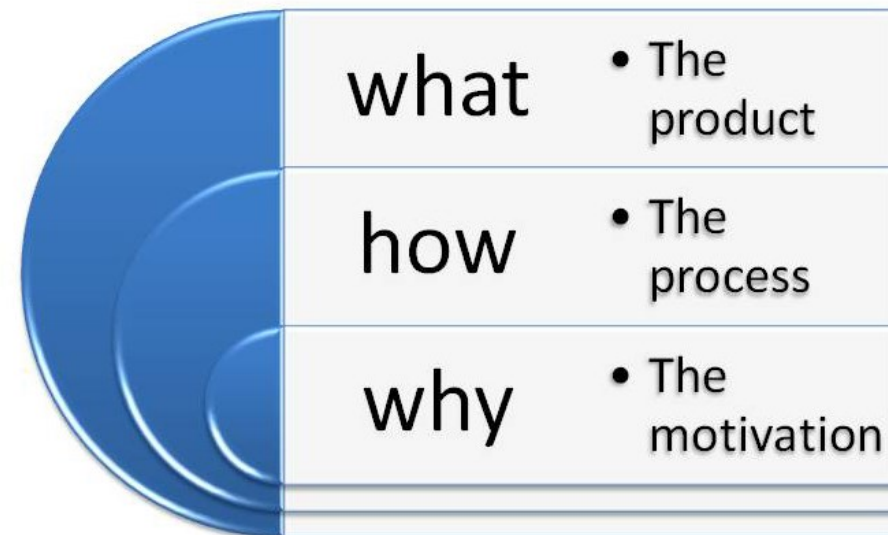 what
• The
product
how
• The
process
why
• The
motivation